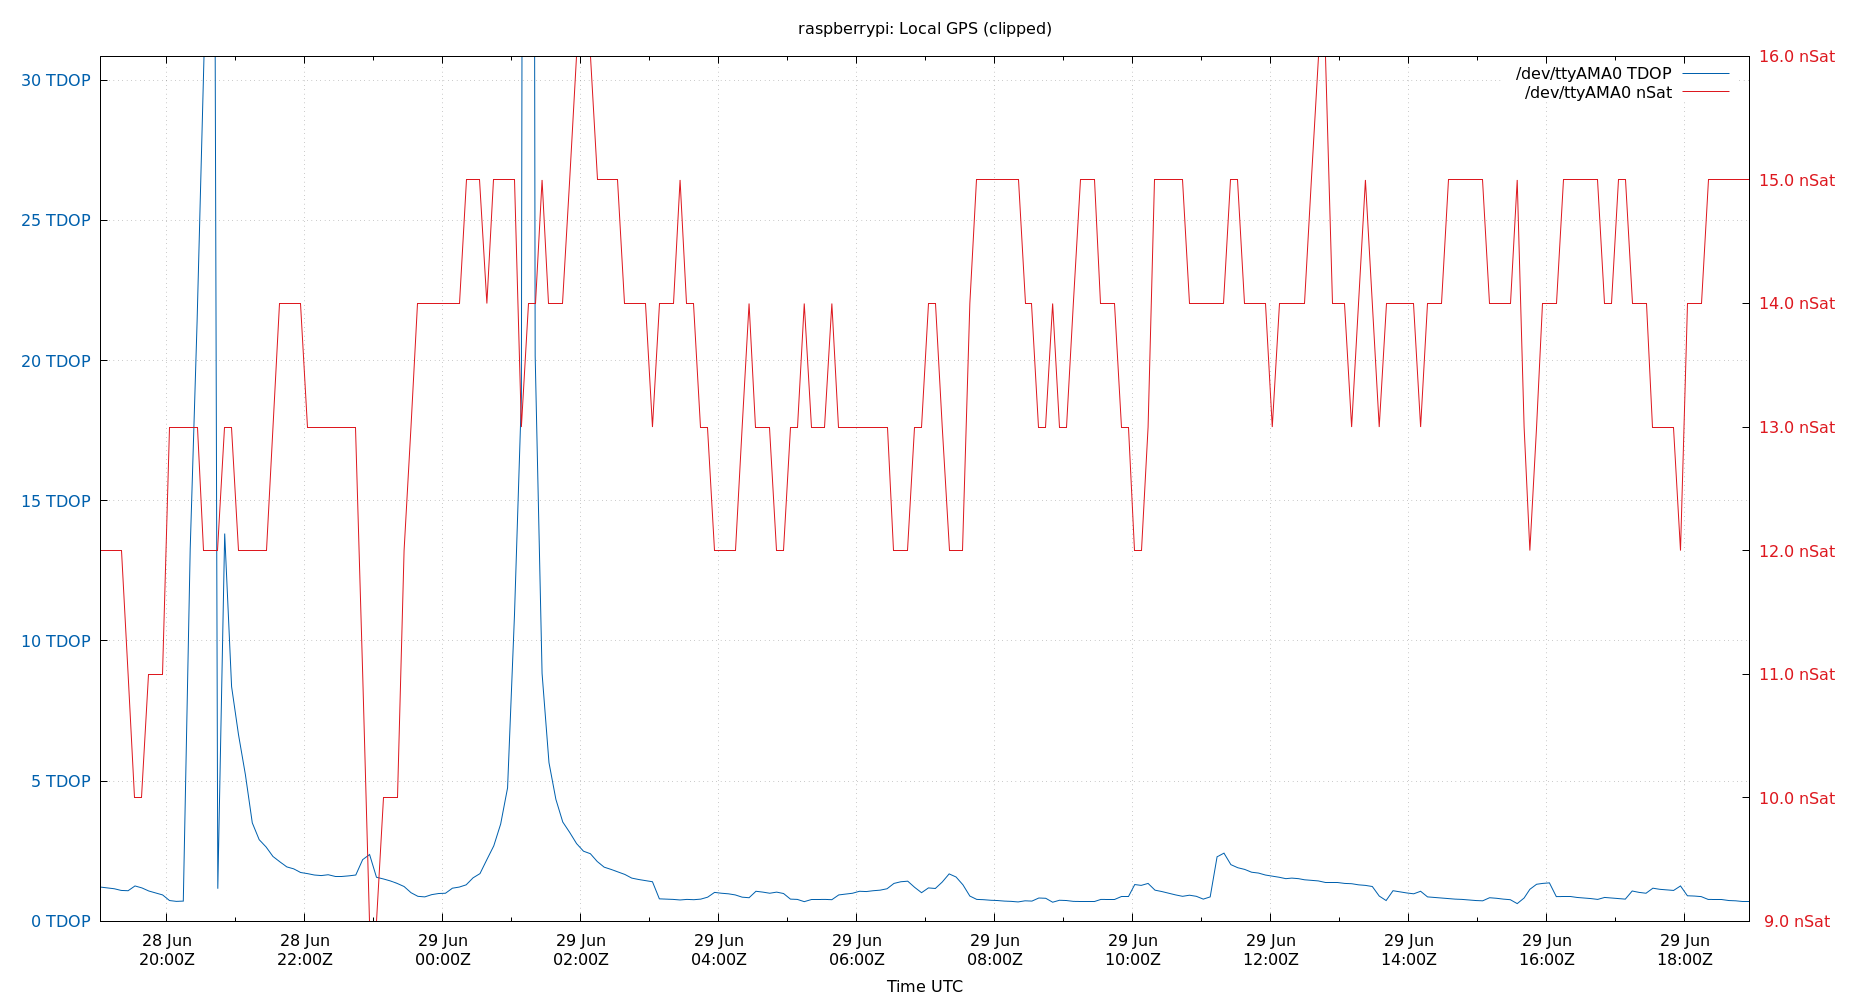 raspberrypi: Local GPS (clipped)
/dev/ttyAMA0 TDOP
/dev/ttyAMA0 nSat
30 TDOP
25 TDOP
20 TDOP
15 TDOP
10 TDOP
5 TDOP
0 TDOP
16.0 nSat
15.0 nSat
14.0 nSat
13.0 nSat
12.0 nSat
11.0 nSat
10.0 nSat
9.0 nSat
28 Jun
20:00Z
28 Jun
22:00Z
29 Jun
00:00Z
29 Jun
02:00Z
29 Jun
04:00Z
29 Jun
06:00Z
29 Jun
08:00Z
29 Jun
10:00Z
29 Jun
12:00Z
29 Jun
14:00Z
29 Jun
16:00Z
29 Jun
18:00Z
Time UTC